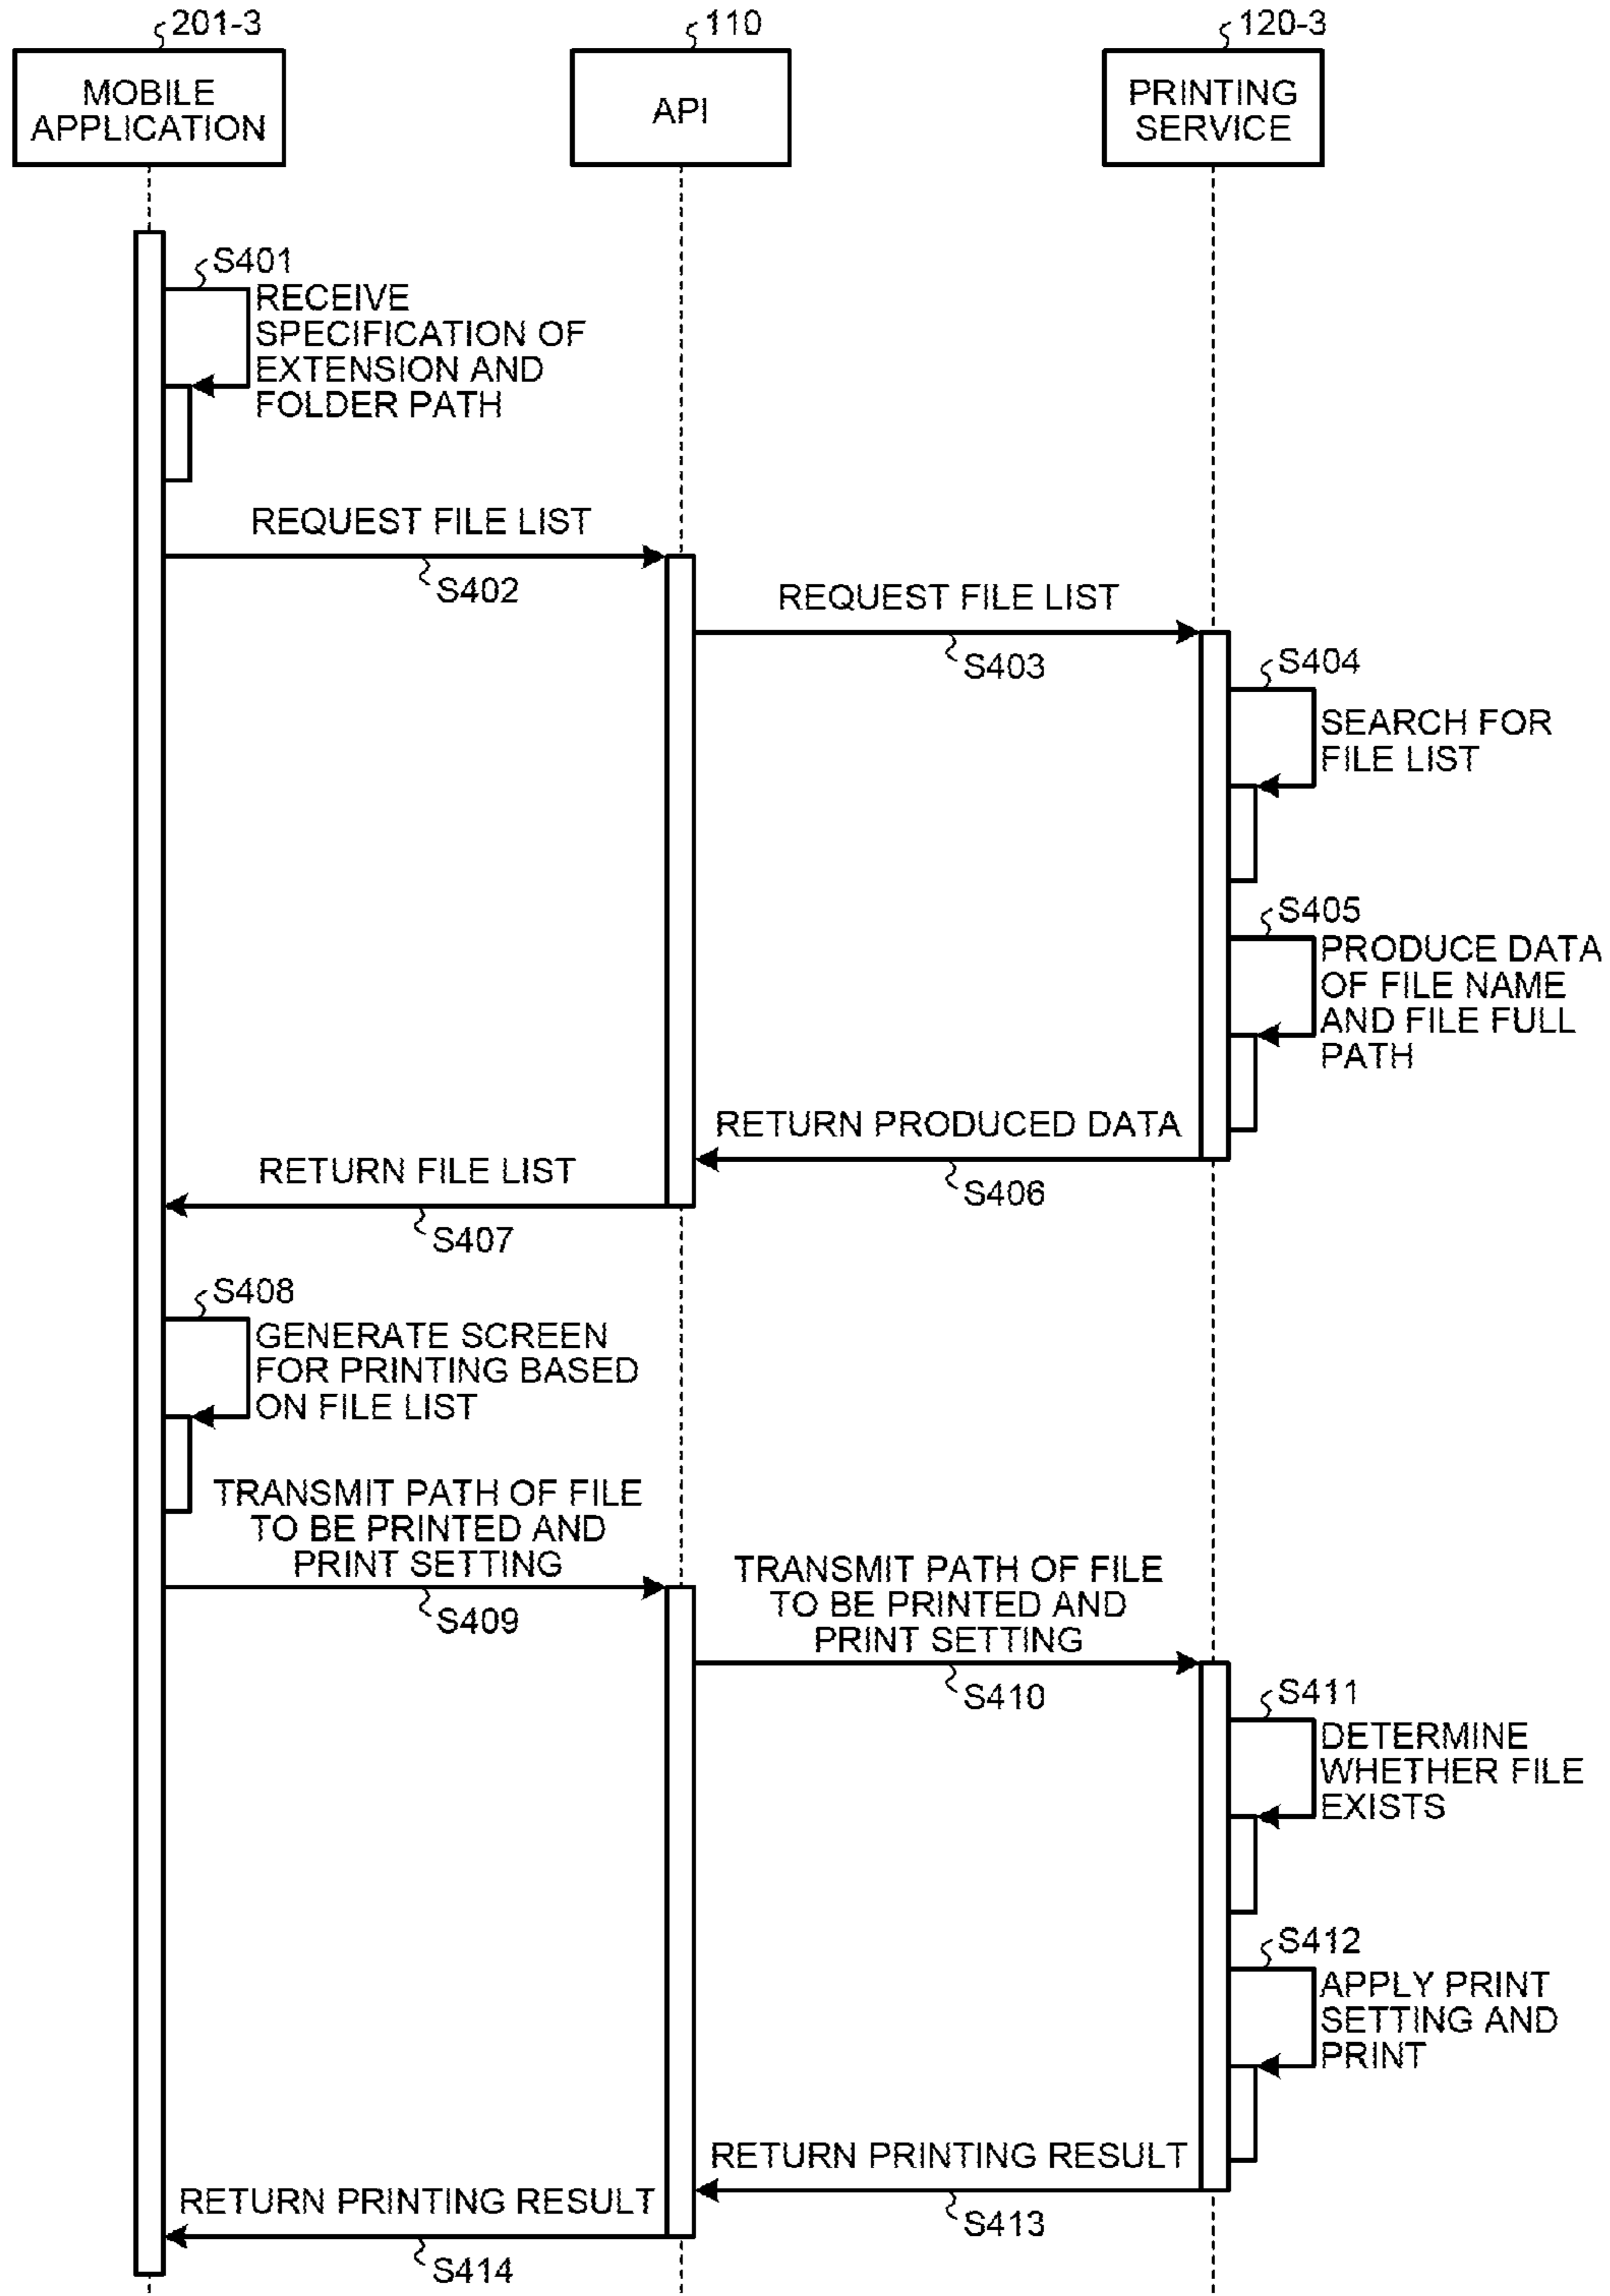 201-3
110
120-3
MOBILE
APPLICATION
API
PRINTING
SERVICE
S401
RECEIVE
SPECIFICATION OF
EXTENSION AND
FOLDER PATH
REQUEST FILE LIST
S402
REQUEST FILE LIST
S403
S404
SEARCH FOR
FILE LIST
S405
PRODUCE DATA
OF FILE NAME
AND FILE FULL
PATH
RETURN PRODUCED DATA
S406
RETURN FILE LIST
S407
S408
GENERATE SCREEN
FOR PRINTING BASED
ON FILE LIST
TRANSMIT PATH OF FILE
TO BE PRINTED AND
PRINT SETTING
S409
TRANSMIT PATH OF FILE
TO BE PRINTED AND
PRINT SETTING
S410
S411
DETERMINE
WHETHER FILE
EXISTS
S412
APPLY PRINT
SETTING AND
PRINT
RETURN PRINTING RESULT
S413
RETURN PRINTING RESULT
S414